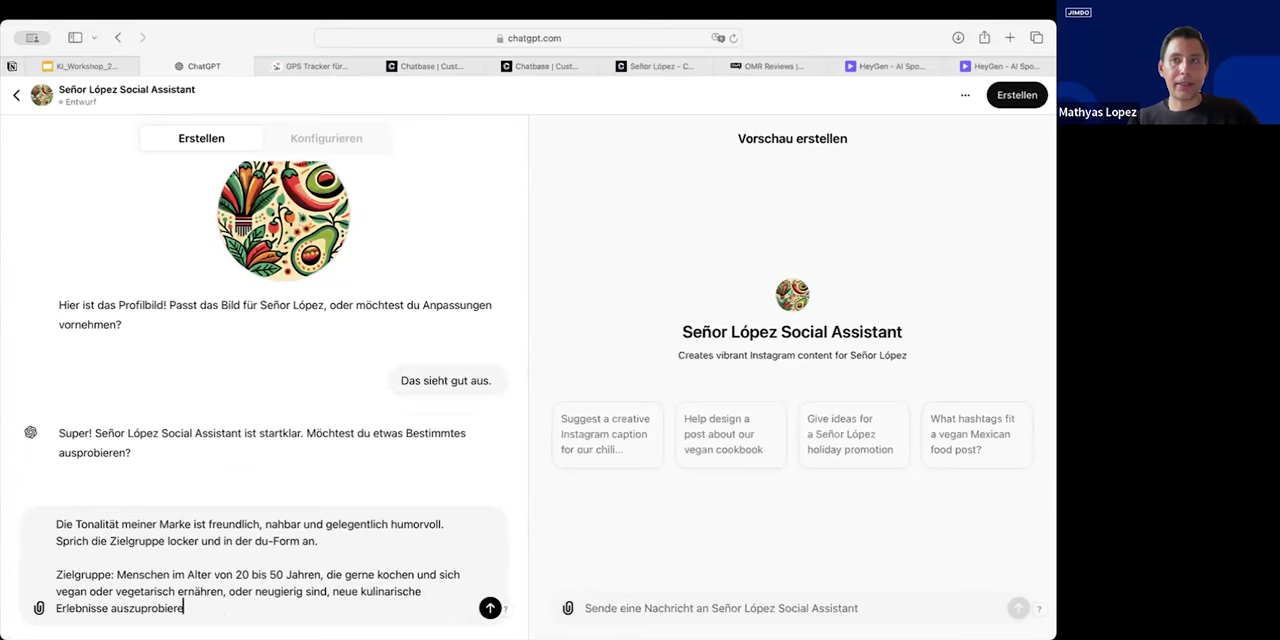 JIMDO
chatgpt.com
KI_Workshop_2...
ChatGPT
GPS Tracker für...
Chatbase | Cust...
Chatbase | Cust...
Señor López - C...
OMR Reviews |...
HeyGen - AI Spo...
HeyGen - AI Spo...
Señor López Social Assistant
Entwurf
...
Erstellen
Mathyas Lopez
Erstellen
Konfigurieren
Vorschau erstellen
Hier ist das Profilbild! Passt das Bild für Señor López, oder möchtest du Anpassungen
vornehmen?
Das sieht gut aus.
Super! Señor López Social Assistant ist startklar. Möchtest du etwas Bestimmtes
ausprobieren?
Die Tonalität meiner Marke ist freundlich, nahbar und gelegentlich humorvoll.
Sprich die Zielgruppe locker und in der du-Form an.
Zielgruppe: Menschen im Alter von 20 bis 50 Jahren, die gerne kochen und sich
vegan oder vegetarisch ernähren, oder neugierig sind, neue kulinarische
Erlebnisse auszuprobiere
?
Señor López Social Assistant
Creates vibrant Instagram content for Señor López
Suggest a creative
Instagram caption
for our chili...
Help design a
post about our
vegan cookbook
Give ideas for
a Señor López
holiday promotion
What hashtags fit
a vegan Mexican
food post?
Sende eine Nachricht an Señor López Social Assistant
?